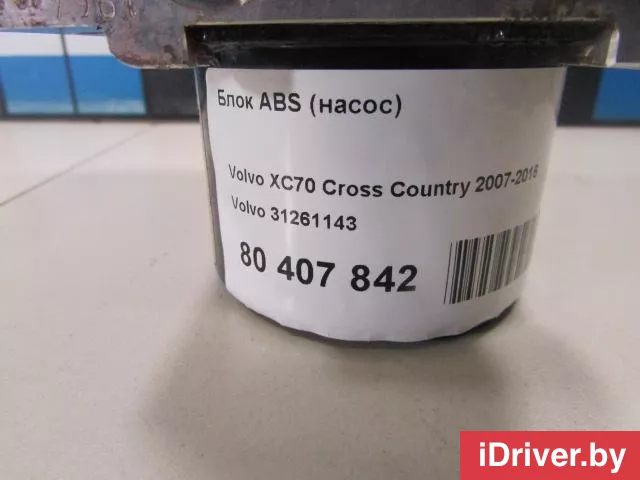 Блок ABS (насос)
Volvo XC70 Cross Country 2007-2016
Volvo 31261143
80 407 842
iDriver.by